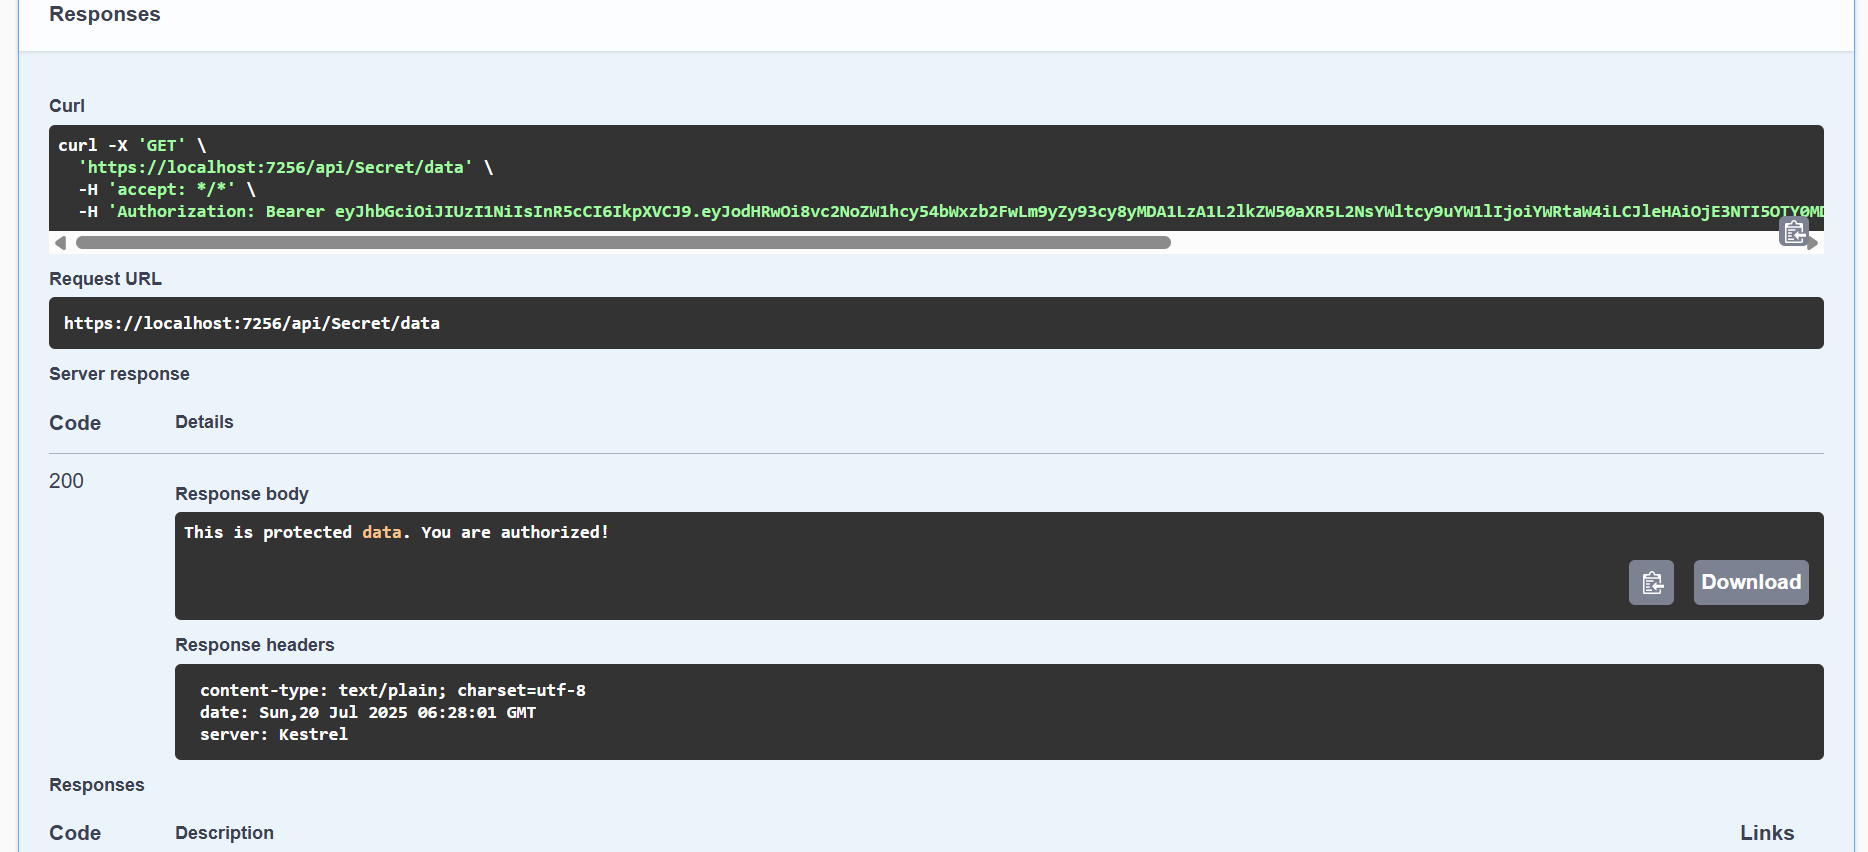 Responses
Curl
curl -X 'GET' \
'https://localhost:7256/api/Secret/data' \
-H 'accept: */*' \
-H 'Authorization: Bearer eyJhbGciOiJIUzI1NiIsInR5cCI6IkpXVCJ9.eyJodHRwOi8vc2NoZW1hcy54bWxzb2FwLm9yZy93cy8yMDA1LzA1L2lkZW50aXR5L2NsYWltcy9uYW1lIjoiYWRtaW4iLCJleHAiOjE3NTI5OTY0MD
Request URL
https://localhost:7256/api/Secret/data
Server response
Code Details
200
Response body
This is protected data. You are authorized!
Download
Response headers
content-type: text/plain; charset=utf-8
date: Sun,20 Jul 2025 06:28:01 GMT
server: Kestrel
Responses
Code Description Links